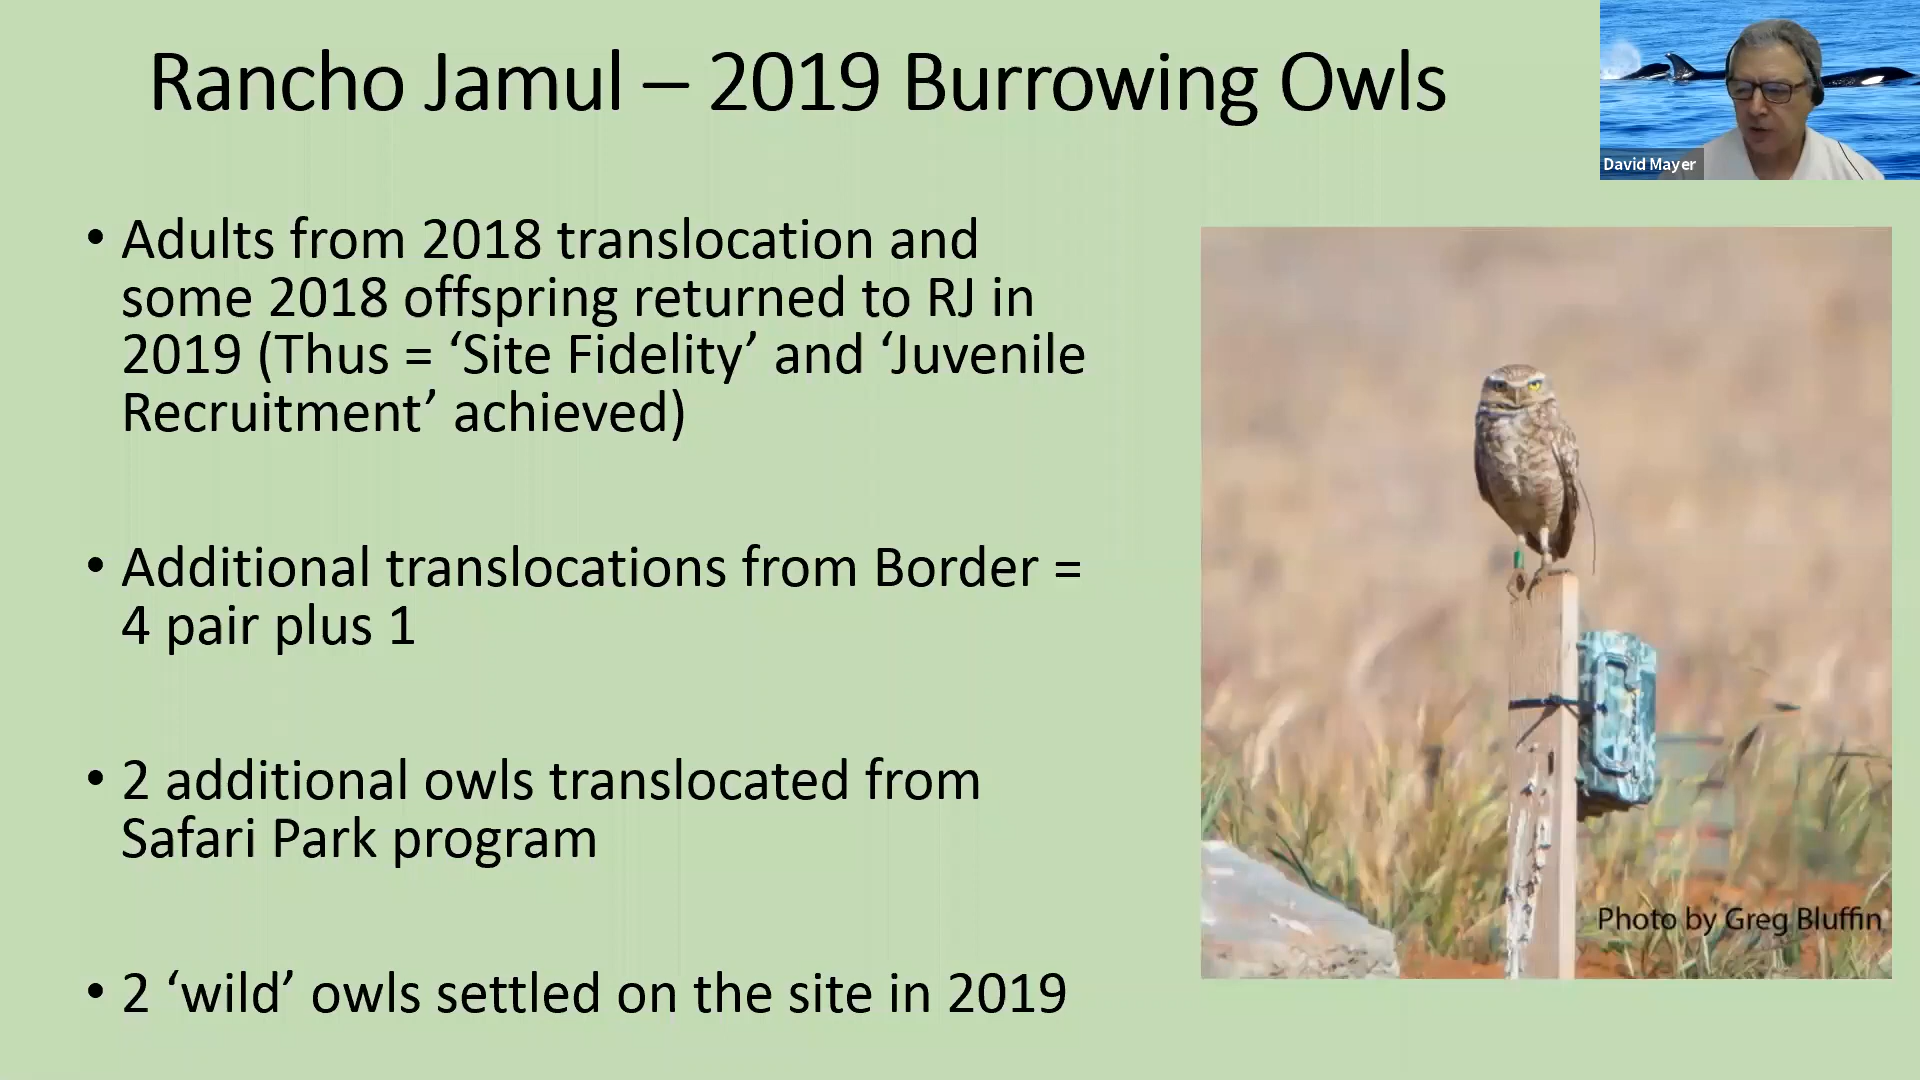 Rancho Jamul – 2019 Burrowing Owls
David Mayer
• Adults from 2018 translocation and
some 2018 offspring returned to RJ in
2019 (Thus = ‘Site Fidelity’ and ‘Juvenile
Recruitment’ achieved)
• Additional translocations from Border =
4 pair plus 1
• 2 additional owls translocated from
Safari Park program
• 2 ‘wild’ owls settled on the site in 2019
Photo by Greg Bluffin